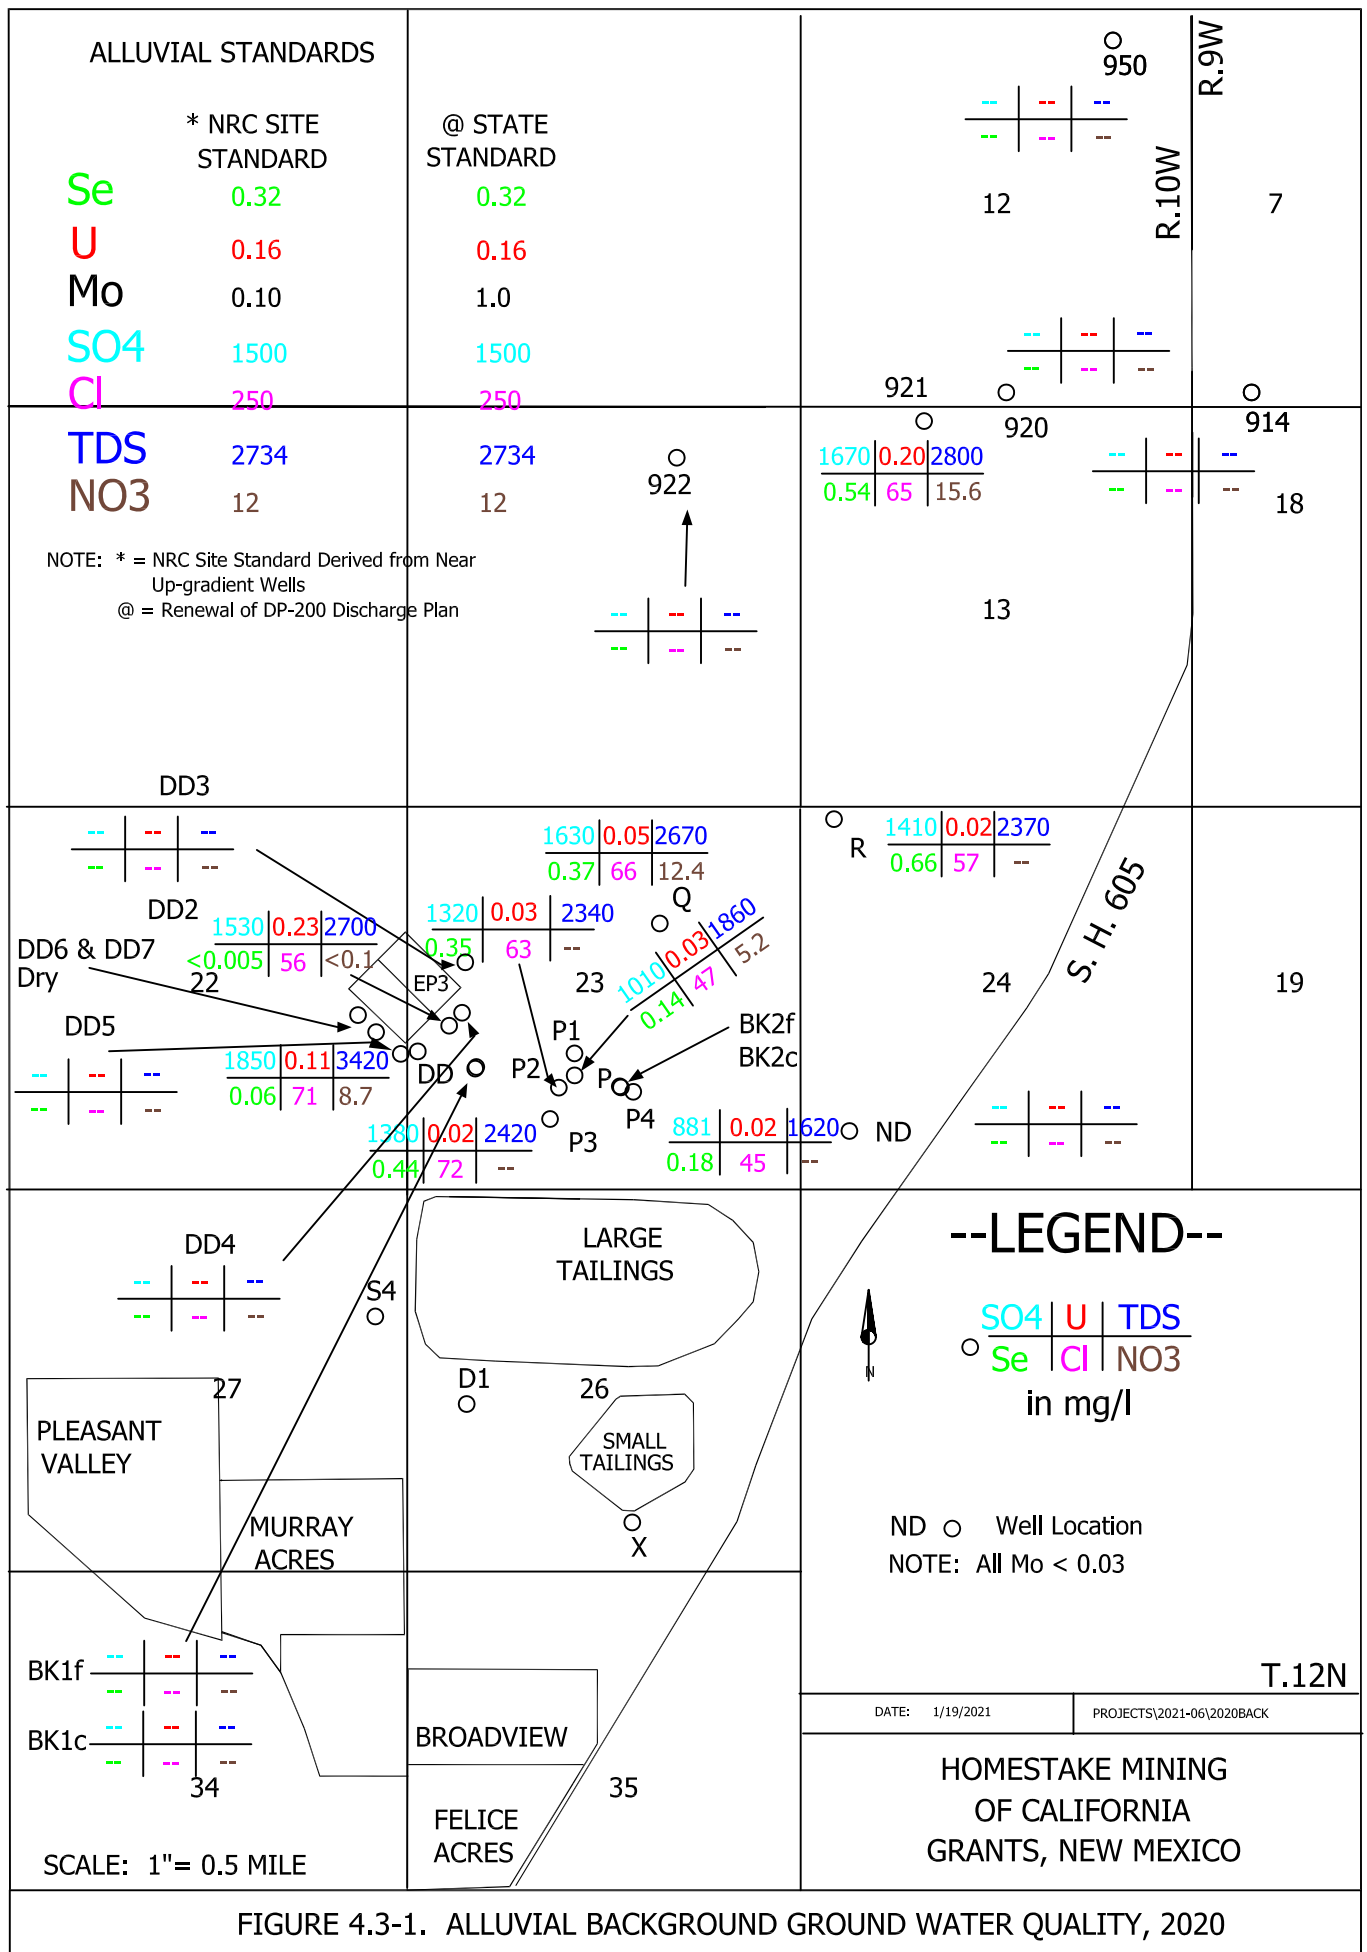 ALLUVIAL STANDARDS
* NRC SITE STANDARD
@ STATE STANDARD
Se 0.32 0.32
U 0.16 0.16
Mo 0.10 1.0
SO4 1500 1500
Cl 250 250
TDS 2734 2734
NO3 12 12
NOTE: * = NRC Site Standard Derived from Near
Up-gradient Wells
@ = Renewal of DP-200 Discharge Plan
950
R.9W
R.10W
-- -- --
-- -- --
12
7
-- -- --
-- -- --
921
920
914
922
1670 0.20 2800
0.54 65 15.6
-- -- --
-- -- --
18
-- -- --
-- -- --
13
DD3
-- -- --
-- -- --
1630 0.05 2670
0.37 66 12.4
Q
R
1410 0.02 2370
0.66 57 --
S. H. 605
DD2
1530 0.23 2700
<0.005 56 <0.1
1320 0.03 2340
0.35 63 --
1010 0.03 1860
0.14 47 5.2
DD6 & DD7
Dry
22
EP3
23
24
19
DD5
-- -- --
-- -- --
1850 0.11 3420
0.06 71 8.7
DD
P1
P2
P
BK2f
BK2c
P4
P3
1380 0.02 2420
0.44 72 --
881 0.02 1620
0.18 45 --
ND
-- -- --
-- -- --
DD4
-- -- --
-- -- --
S4
LARGE
TAILINGS
27
D1
26
PLEASANT
VALLEY
SMALL
TAILINGS
MURRAY
ACRES
X
--LEGEND--
N
SO4 U TDS
Se Cl NO3
in mg/l
ND Well Location
NOTE: All Mo < 0.03
BK1f
-- -- --
-- -- --
BK1c
-- -- --
-- -- --
34
BROADVIEW
35
FELICE
ACRES
SCALE: 1"= 0.5 MILE
T.12N
DATE: 1/19/2021
PROJECTS\2021-06\2020BACK
HOMESTAKE MINING
OF CALIFORNIA
GRANTS, NEW MEXICO
FIGURE 4.3-1. ALLUVIAL BACKGROUND GROUND WATER QUALITY, 2020